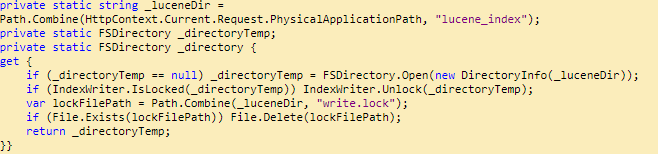 private static string _luceneDir =
Path.Combine(HttpContext.Current.Request.PhysicalApplicationPath, "lucene_index");
private static FSDirectory _directoryTemp;
private static FSDirectory _directory {
get {
    if (_directoryTemp == null) _directoryTemp = FSDirectory.Open(new DirectoryInfo(_luceneDir));
    if (IndexWriter.IsLocked(_directoryTemp)) IndexWriter.Unlock(_directoryTemp);
    var lockFilePath = Path.Combine(_luceneDir, "write.lock");
    if (File.Exists(lockFilePath)) File.Delete(lockFilePath);
    return _directoryTemp;
}}